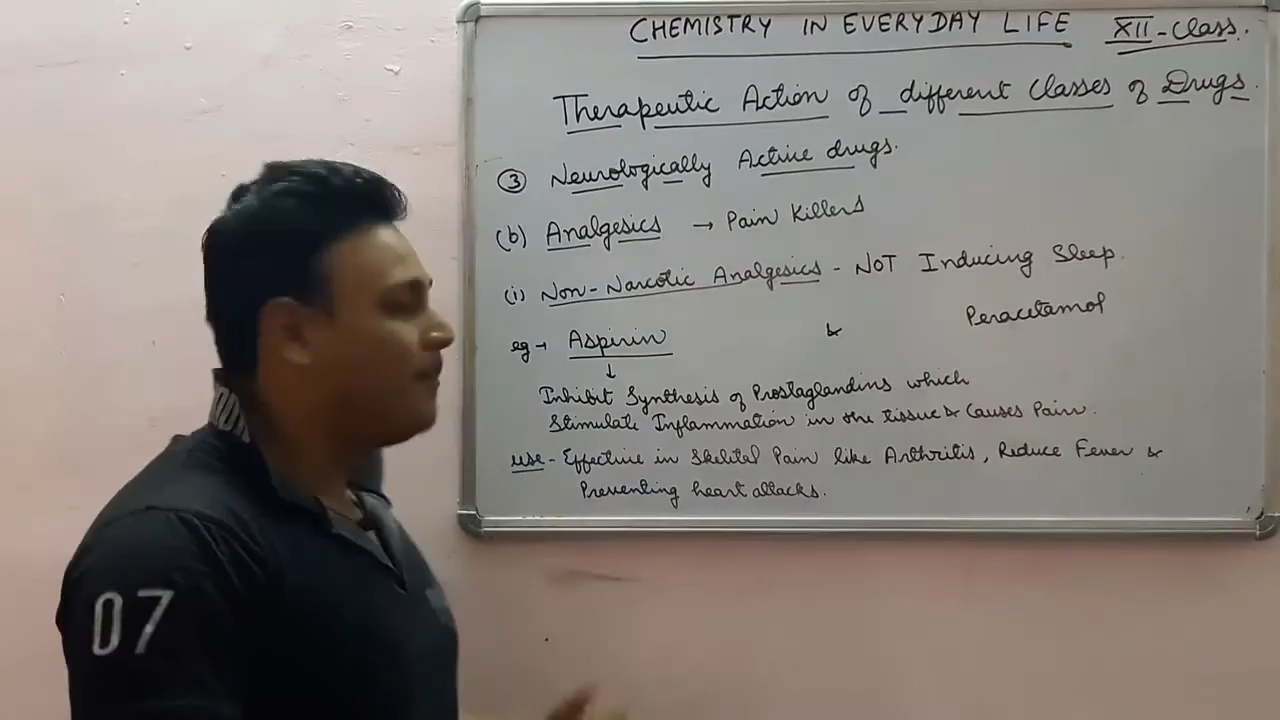 CHEMISTRY IN EVERYDAY LIFE XII-Class.
Therapeutic Action of different Classes of Drugs.
③ Neurologically Active drugs.
(b) Analgesics → Pain Killers
(i) Non-Narcotic Analgesics - NOT Inducing Sleep.
eg → Aspirin & Peracetamol
↓
Inhibit Synthesis of Prostaglandins which
Stimulate Inflammation in the tissue & Causes Pain.
use - Effective in Skelital Pain like Arthritis, Reduce Fever &
Preventing heart attacks.
07